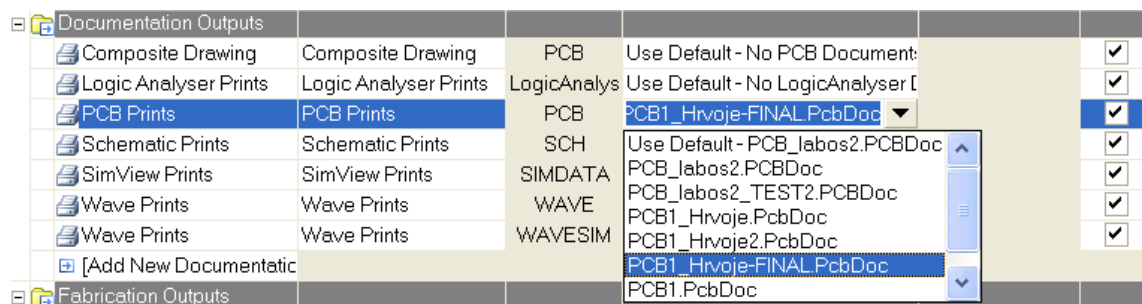 Documentation Outputs
Composite Drawing Composite Drawing PCB Use Default - No PCB Document:
Logic Analyser Prints Logic Analyser Prints LogicAnalys Use Default - No LogicAnalyser [
PCB Prints PCB Prints PCB PCB1_Hrvoje-FINAL.PcbDoc
Schematic Prints Schematic Prints SCH
SimView Prints SimView Prints SIMDATA
Wave Prints Wave Prints WAVE
Wave Prints Wave Prints WAVESIM
[Add New Documentatic
Use Default - PCB_labos2.PCBDoc
PCB_labos2.PCBDoc
PCB_labos2_TEST2.PCBDoc
PCB1_Hrvoje.PcbDoc
PCB1_Hrvoje2.PcbDoc
PCB1_Hrvoje-FINAL.PcbDoc
PCB1.PcbDoc
Fabrication Outputs